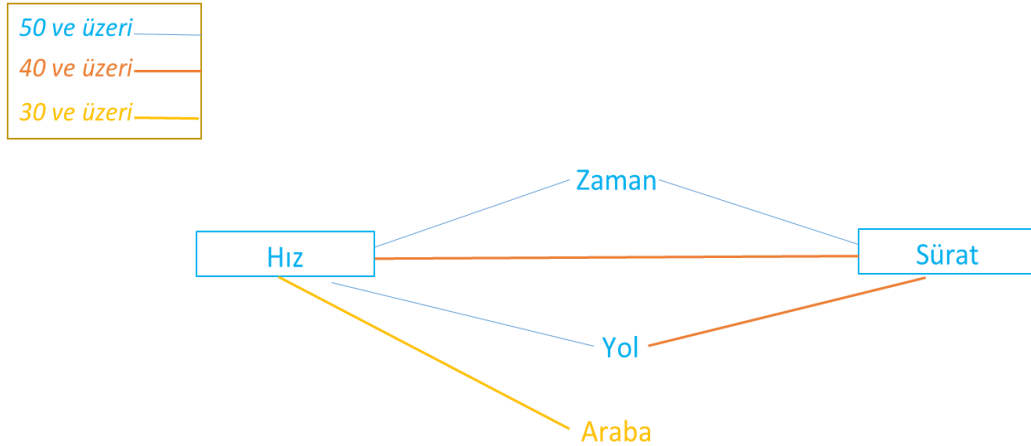 50 ve üzeri
40 ve üzeri
30 ve üzeri
Zaman
Hız
Sürat
Yol
Araba